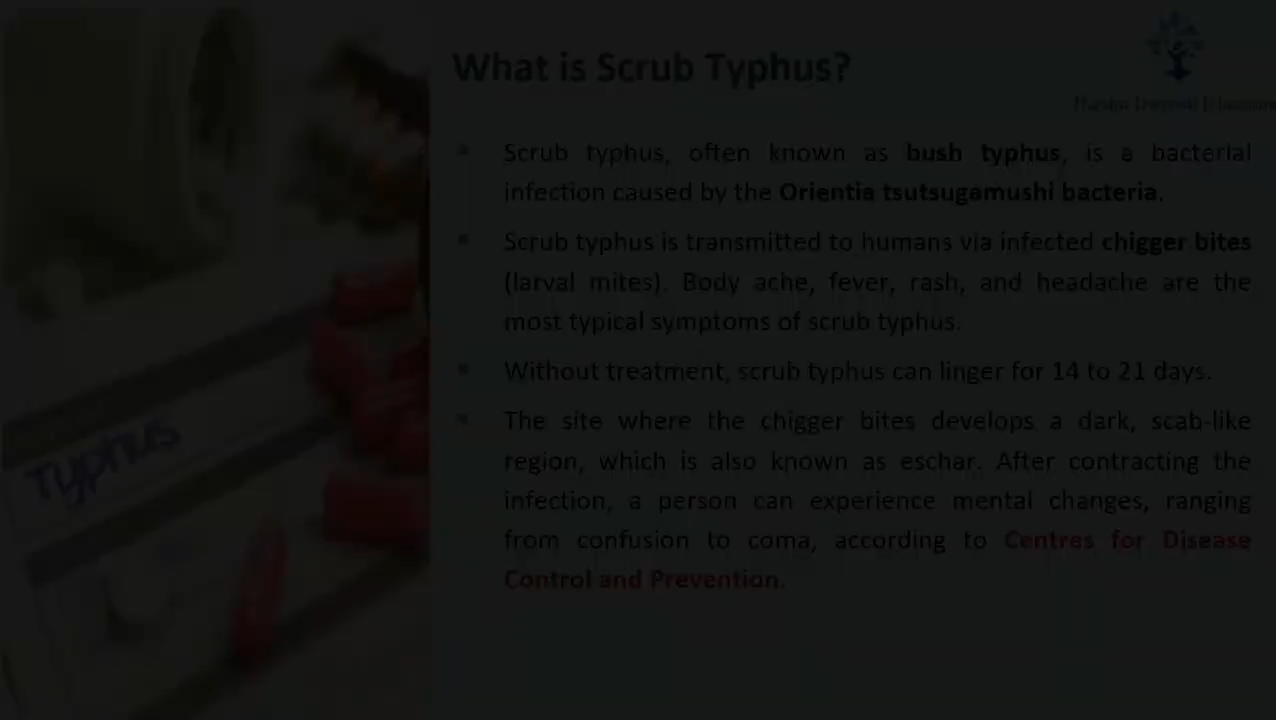 What is Scrub Typhus?
Scrub typhus, often known as bush typhus, is a bacterial
infection caused by the Orientia tsutsugamushi bacteria.
Scrub typhus is transmitted to humans via infected chigger bites
(larval mites). Body ache, fever, rash, and headache are the
most typical symptoms of scrub typhus.
Without treatment, scrub typhus can linger for 14 to 21 days.
The site where the chigger bites develops a dark, scab-like
region, which is also known as eschar. After contracting the
infection, a person can experience mental changes, ranging
from confusion to coma, according to Centres for Disease
Control and Prevention.
Typhus